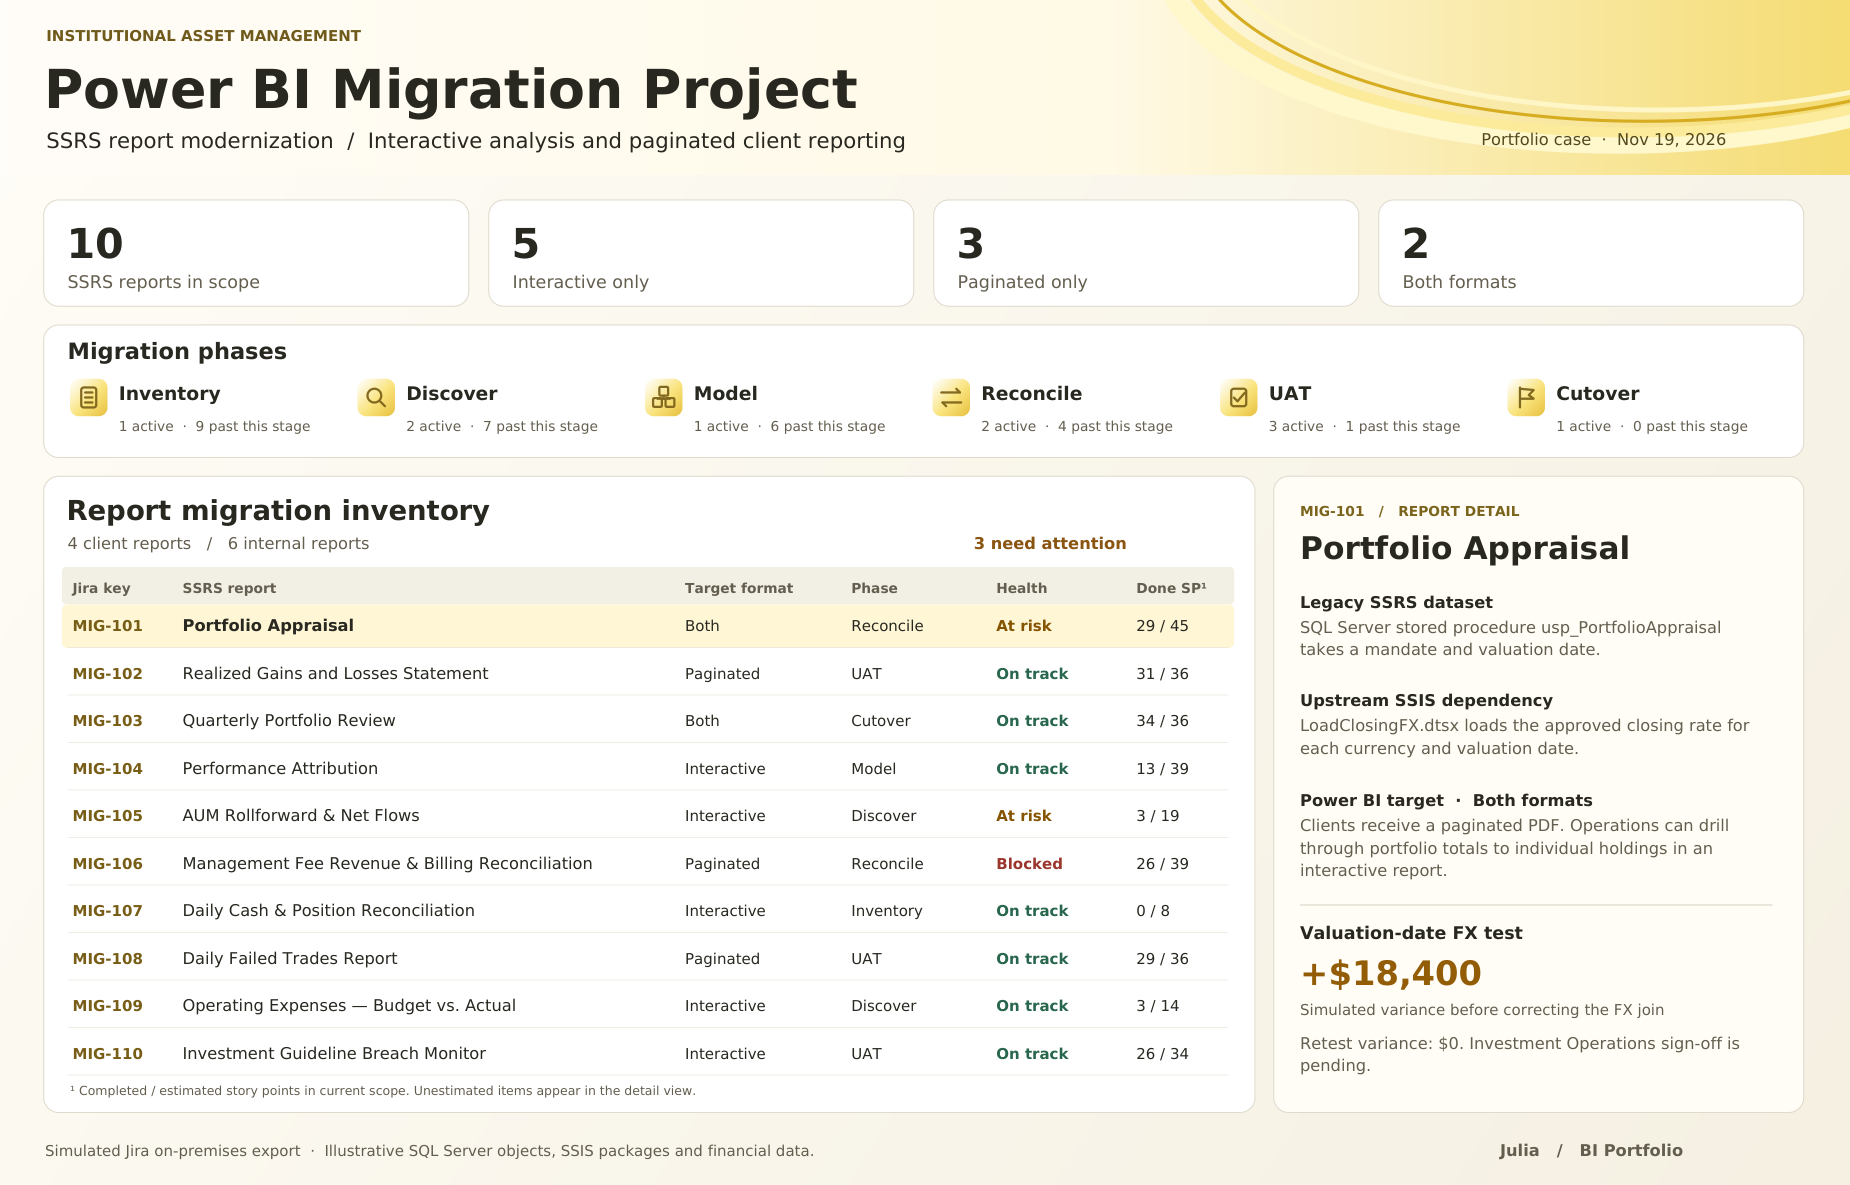 INSTITUTIONAL ASSET MANAGEMENT
Power BI Migration Project
SSRS report modernization / Interactive analysis and paginated client reporting
Portfolio case · Nov 19, 2026
10
SSRS reports in scope
5
Interactive only
3
Paginated only
2
Both formats
Migration phases
Inventory
1 active · 9 past this stage
Discover
2 active · 7 past this stage
Model
1 active · 6 past this stage
Reconcile
2 active · 4 past this stage
UAT
3 active · 1 past this stage
Cutover
1 active · 0 past this stage
Report migration inventory
4 client reports / 6 internal reports
3 need attention
Jira key SSRS report Target format Phase Health Done SP¹
MIG-101 Portfolio Appraisal Both Reconcile At risk 29 / 45
MIG-102 Realized Gains and Losses Statement Paginated UAT On track 31 / 36
MIG-103 Quarterly Portfolio Review Both Cutover On track 34 / 36
MIG-104 Performance Attribution Interactive Model On track 13 / 39
MIG-105 AUM Rollforward & Net Flows Interactive Discover At risk 3 / 19
MIG-106 Management Fee Revenue & Billing Reconciliation Paginated Reconcile Blocked 26 / 39
MIG-107 Daily Cash & Position Reconciliation Interactive Inventory On track 0 / 8
MIG-108 Daily Failed Trades Report Paginated UAT On track 29 / 36
MIG-109 Operating Expenses — Budget vs. Actual Interactive Discover On track 3 / 14
MIG-110 Investment Guideline Breach Monitor Interactive UAT On track 26 / 34
¹ Completed / estimated story points in current scope. Unestimated items appear in the detail view.
MIG-101 / REPORT DETAIL
Portfolio Appraisal
Legacy SSRS dataset
SQL Server stored procedure usp_PortfolioAppraisal
takes a mandate and valuation date.
Upstream SSIS dependency
LoadClosingFX.dtsx loads the approved closing rate for
each currency and valuation date.
Power BI target · Both formats
Clients receive a paginated PDF. Operations can drill
through portfolio totals to individual holdings in an
interactive report.
Valuation-date FX test
+$18,400
Simulated variance before correcting the FX join
Retest variance: $0. Investment Operations sign-off is
pending.
Simulated Jira on-premises export · Illustrative SQL Server objects, SSIS packages and financial data.
Julia / BI Portfolio